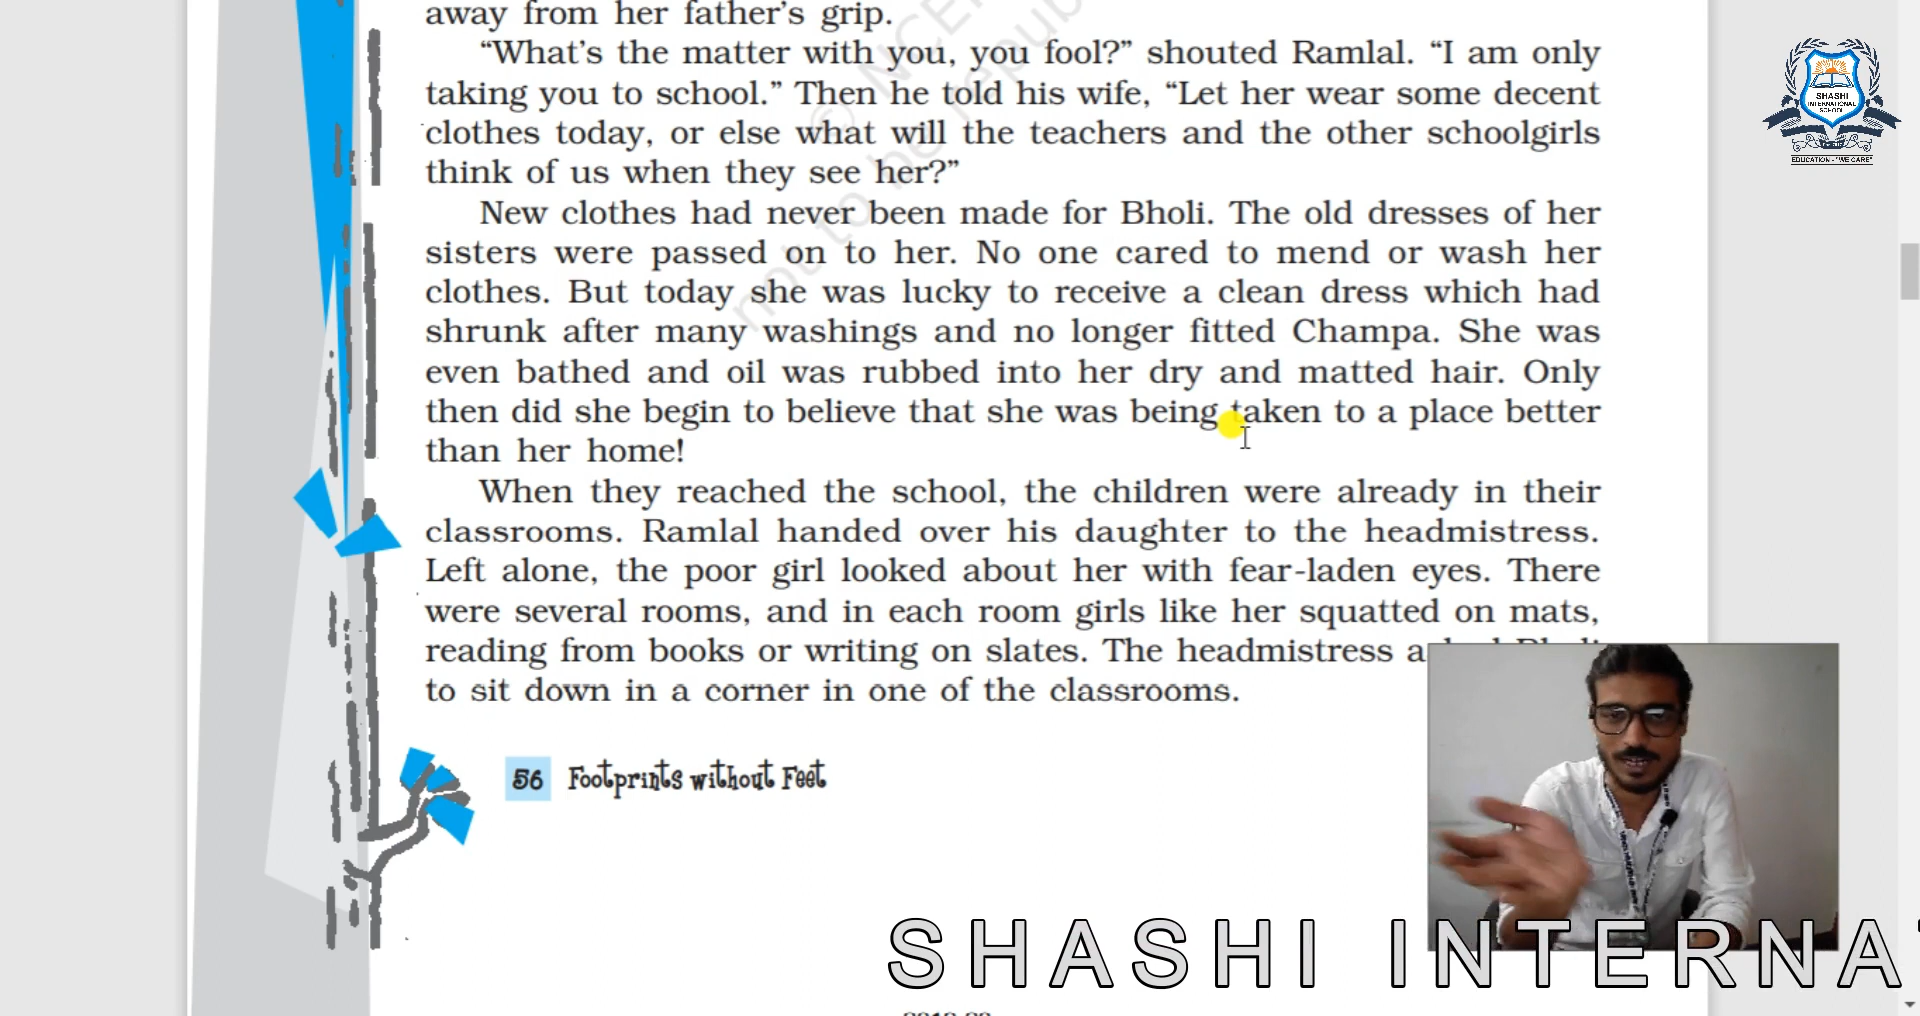 away from her father's grip.
“What's the matter with you, you fool?” shouted Ramlal. “I am only
taking you to school.” Then he told his wife, “Let her wear some decent
clothes today, or else what will the teachers and the other schoolgirls
think of us when they see her?”
New clothes had never been made for Bholi. The old dresses of her
sisters were passed on to her. No one cared to mend or wash her
clothes. But today she was lucky to receive a clean dress which had
shrunk after many washings and no longer fitted Champa. She was
even bathed and oil was rubbed into her dry and matted hair. Only
then did she begin to believe that she was being taken to a place better
than her home!
When they reached the school, the children were already in their
classrooms. Ramlal handed over his daughter to the headmistress.
Left alone, the poor girl looked about her with fear-laden eyes. There
were several rooms, and in each room girls like her squatted on mats,
reading from books or writing on slates. The headmistress
to sit down in a corner in one of the classrooms.
56 Footprints without Feet
SHASHI
INTERNATIONAL
SCHOOL
EDUCATION - "WE CARE"
© NCE
not to be repub
SHASHI INTERNA